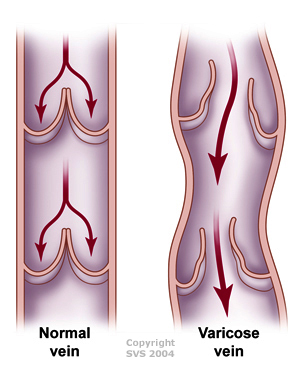 Normal
vein
Copyright
SVS 2004
Varicose
vein